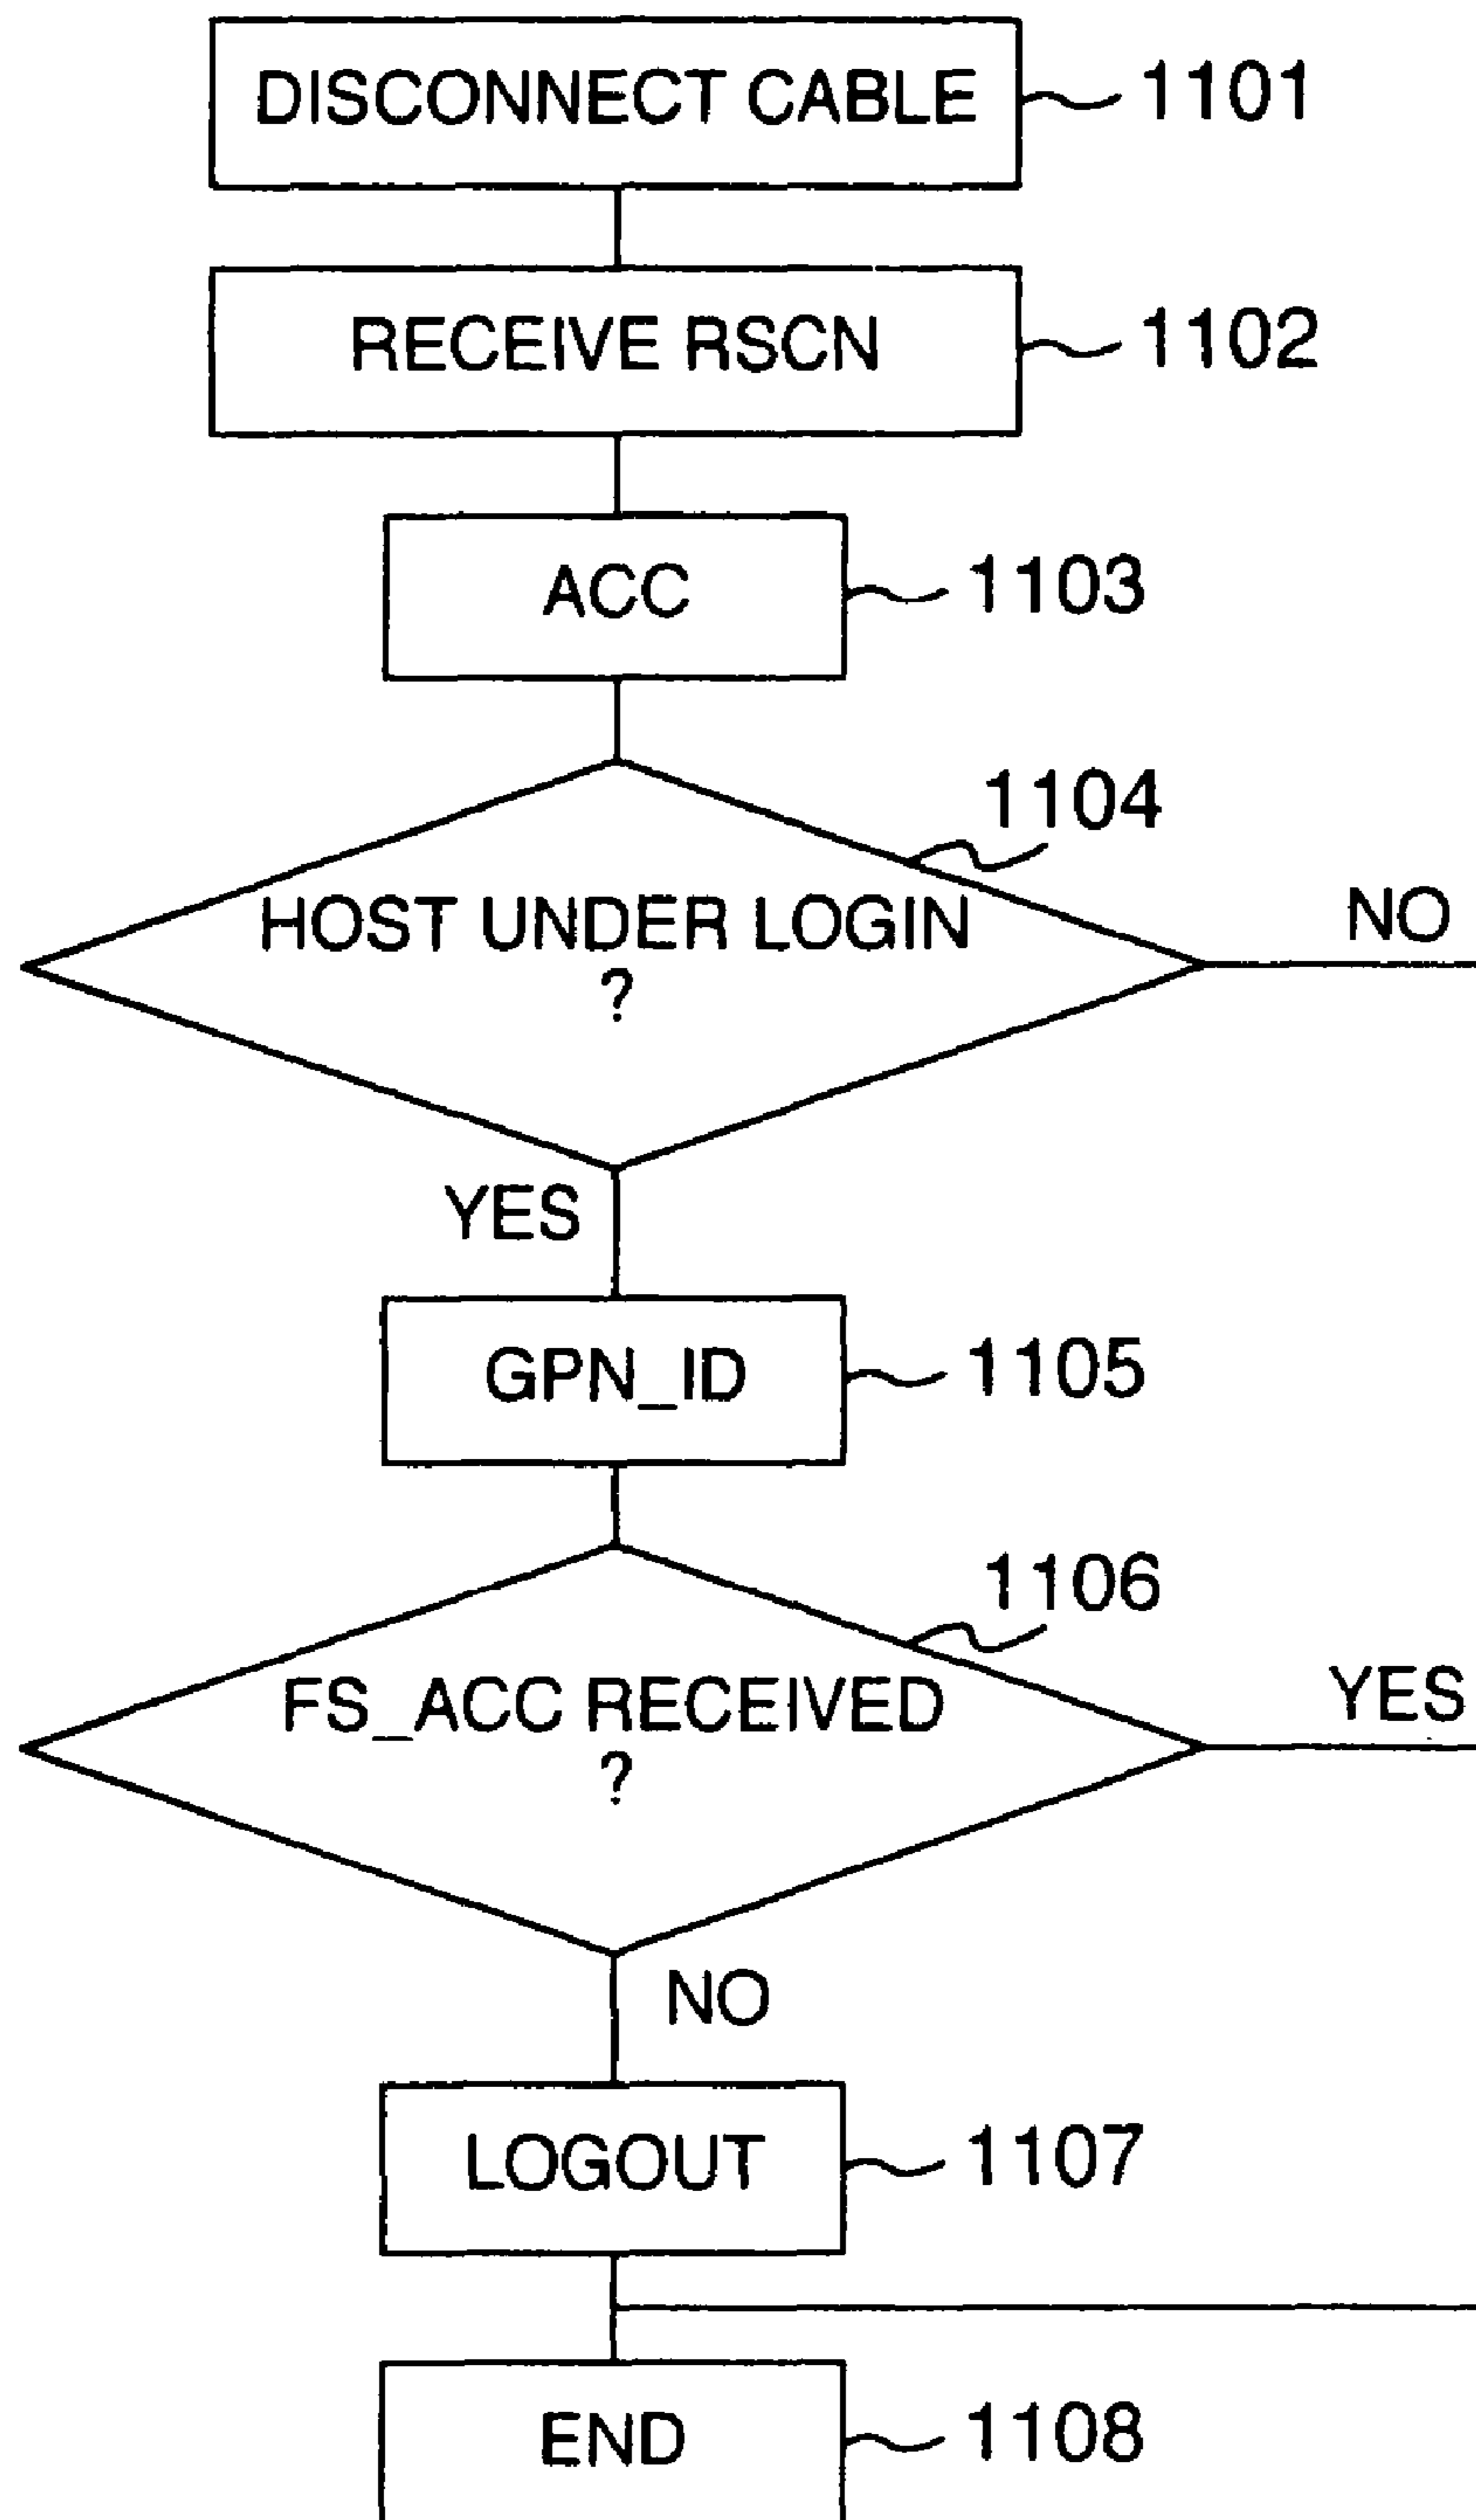 DISCONNECT CABLE
1101
RECEIVE RSCN
1102
ACC
1103
1104
HOST UNDER LOGIN
?
NO
YES
GPN_ID
1105
1106
FS_ACC RECEIVED
?
YES
NO
LOGOUT
1107
END
1108